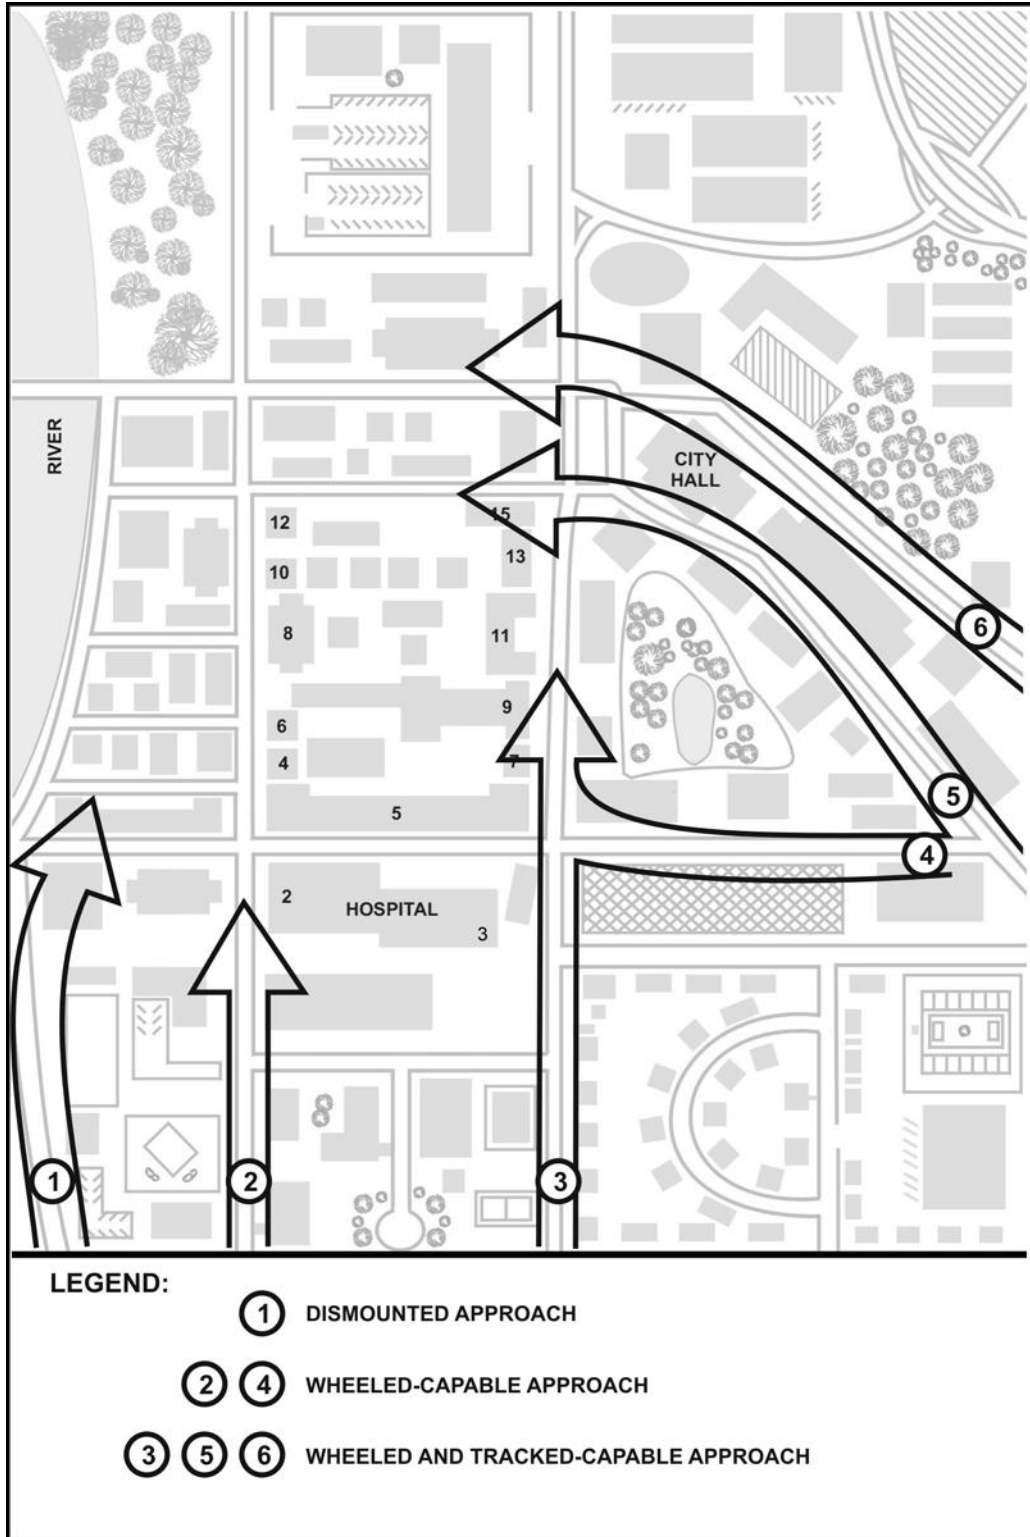 RIVER
CITY
HALL
12
15
10
13
8
11
6
9
4
7
5
2
HOSPITAL
3
6
5
4
1
2
3
LEGEND:
1 DISMOUNTED APPROACH
2 4 WHEELED-CAPABLE APPROACH
3 5 6 WHEELED AND TRACKED-CAPABLE APPROACH